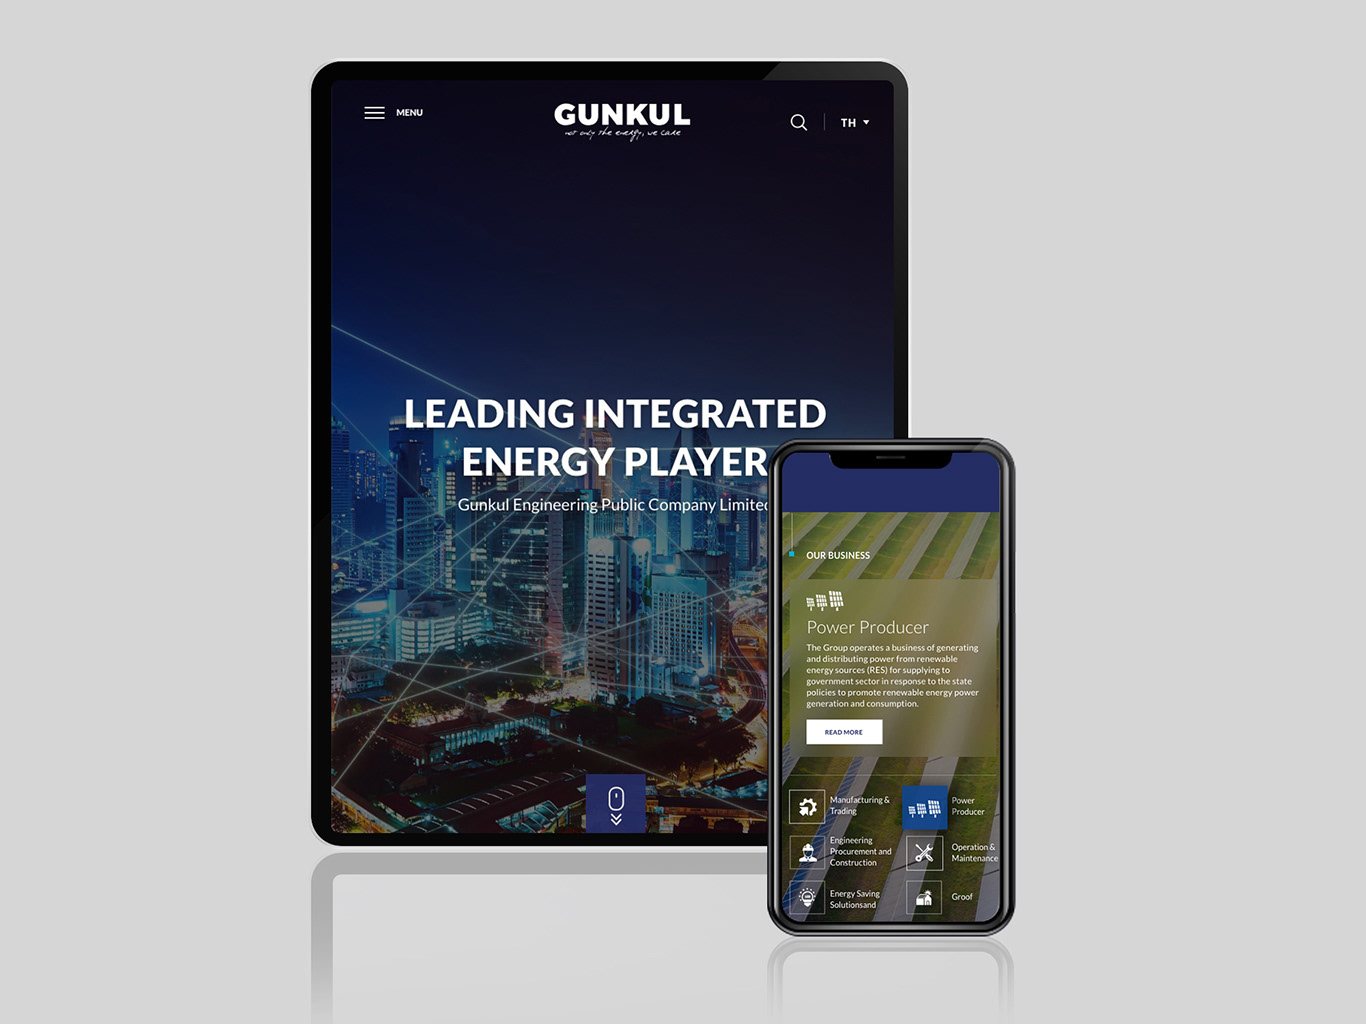 MENU
GUNKUL
not only the energy, we care
TH
LEADING INTEGRATED
ENERGY PLAYER
Gunkul Engineering Public Company Limited
OUR BUSINESS
Power Producer
The Group operates a business of generating
and distributing power from renewable
energy sources (RES) for supplying to
government sector in response to the state
policies to promote renewable energy power
generation and consumption.
READ MORE
Manufacturing &
Trading
Power
Producer
Engineering
Procurement and
Construction
Operation &
Maintenance
Energy Saving
Solutionsand
Groof